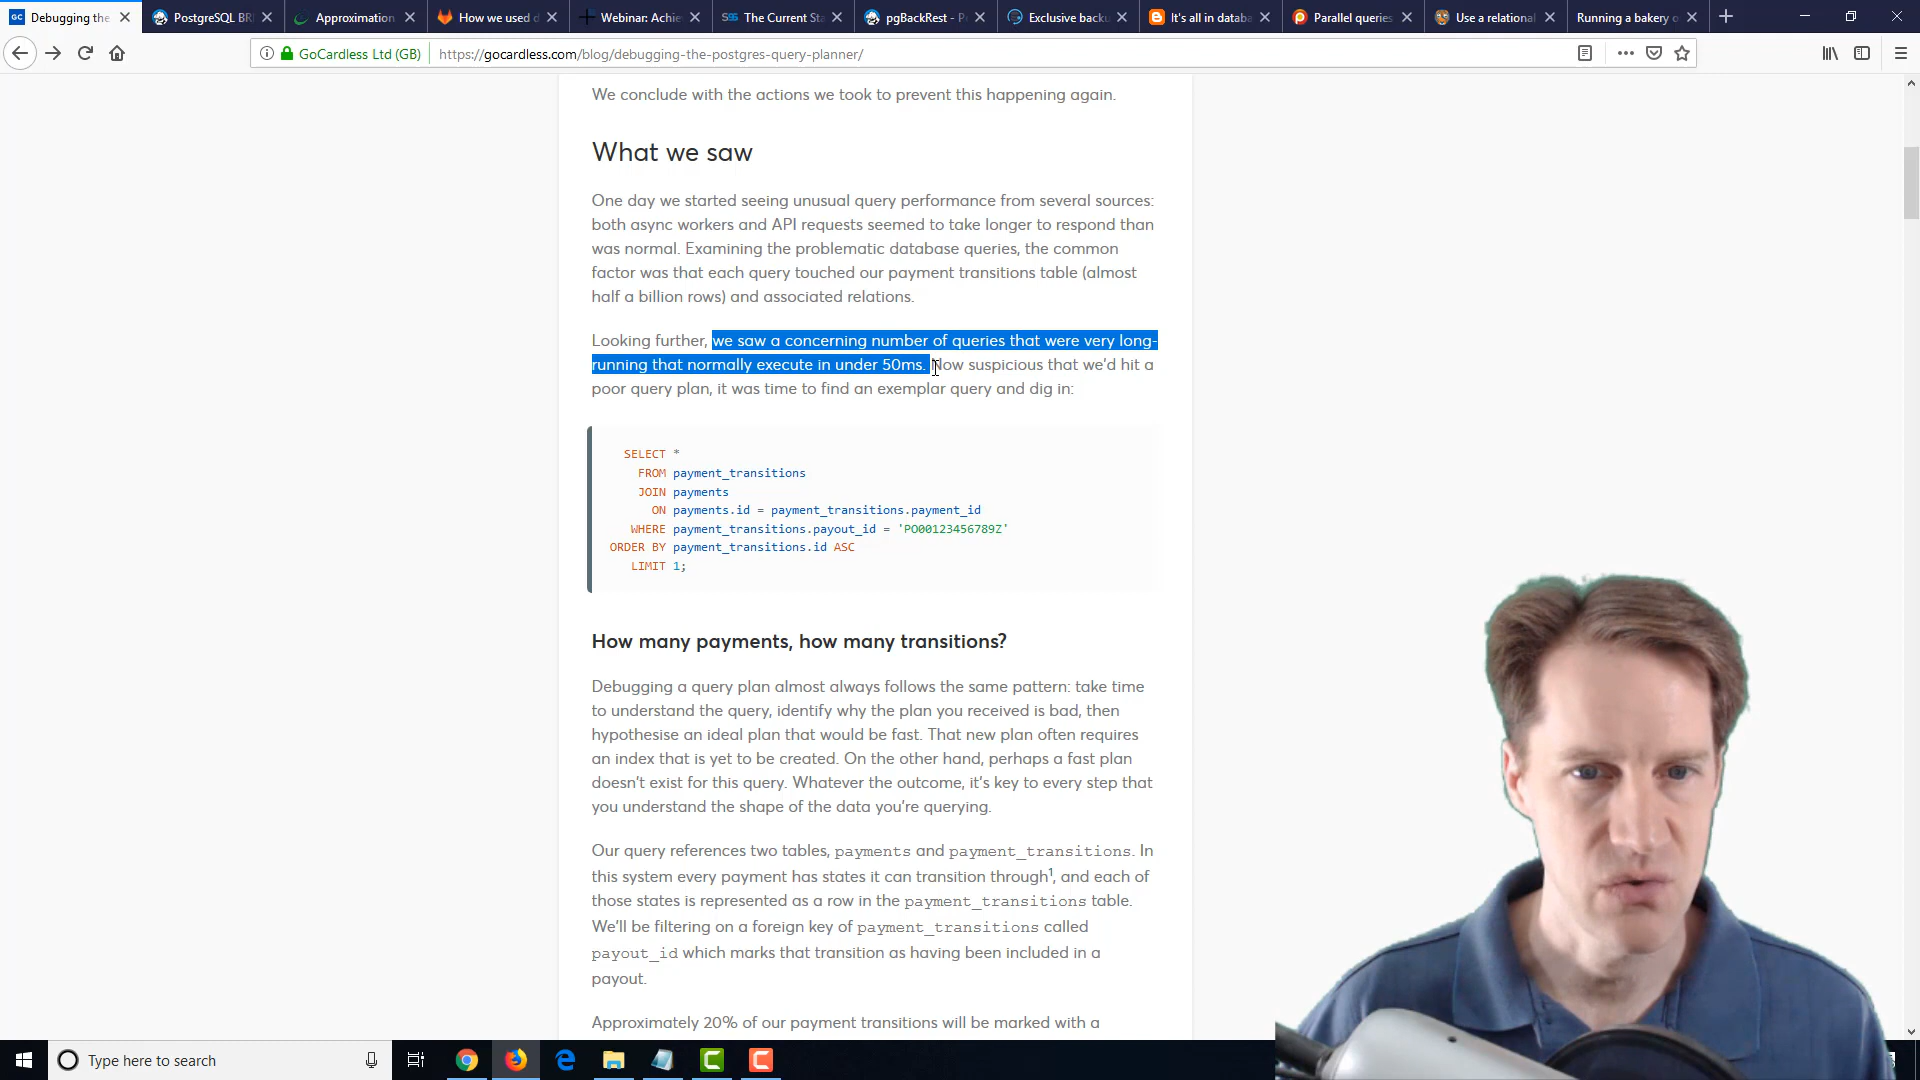 Debugging the
PostgreSQL BR
Approximation
How we used d
Webinar: Achie
The Current Sta
pgBackRest - P
Exclusive backu
It's all in databa
Parallel queries
Use a relational
Running a bakery o
GoCardless Ltd (GB)
https://gocardless.com/blog/debugging-the-postgres-query-planner/
We conclude with the actions we took to prevent this happening again.
What we saw
One day we started seeing unusual query performance from several sources:
both async workers and API requests seemed to take longer to respond than
was normal. Examining the problematic database queries, the common
factor was that each query touched our payment transitions table (almost
half a billion rows) and associated relations.
Looking further, we saw a concerning number of queries that were very long-
running that normally execute in under 50ms. Now suspicious that we'd hit a
poor query plan, it was time to find an exemplar query and dig in:
SELECT *
FROM payment_transitions
JOIN payments
ON payments.id = payment_transitions.payment_id
WHERE payment_transitions.payout_id = 'PO00123456789Z'
ORDER BY payment_transitions.id ASC
LIMIT 1;
How many payments, how many transitions?
Debugging a query plan almost always follows the same pattern: take time
to understand the query, identify why the plan you received is bad, then
hypothesise an ideal plan that would be fast. That new plan often requires
an index that is yet to be created. On the other hand, perhaps a fast plan
doesn't exist for this query. Whatever the outcome, it's key to every step that
you understand the shape of the data you're querying.
Our query references two tables, payments and payment_transitions. In
this system every payment has states it can transition through¹, and each of
those states is represented as a row in the payment_transitions table.
We'll be filtering on a foreign key of payment_transitions called
payout_id which marks that transition as having been included in a
payout.
Approximately 20% of our payment transitions will be marked with a
Type here to search